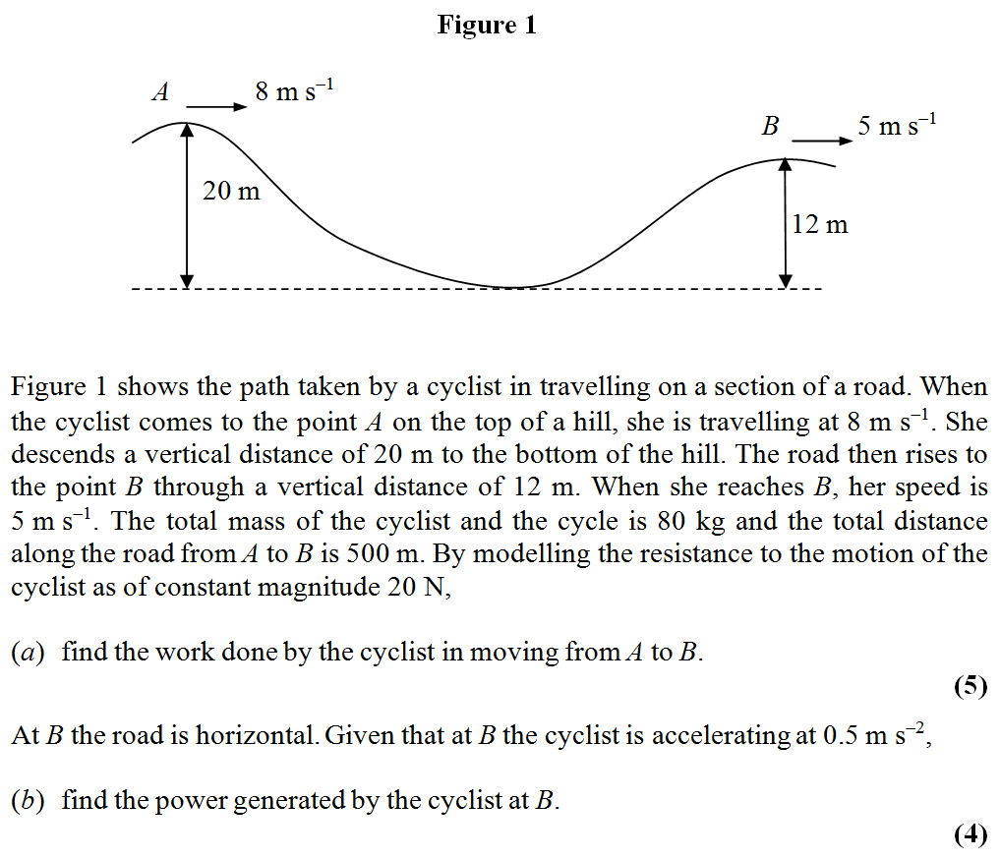 Figure 1
A 8 m s⁻¹
B 5 m s⁻¹
20 m
12 m
Figure 1 shows the path taken by a cyclist in travelling on a section of a road. When
the cyclist comes to the point A on the top of a hill, she is travelling at 8 m s⁻¹. She
descends a vertical distance of 20 m to the bottom of the hill. The road then rises to
the point B through a vertical distance of 12 m. When she reaches B, her speed is
5 m s⁻¹. The total mass of the cyclist and the cycle is 80 kg and the total distance
along the road from A to B is 500 m. By modelling the resistance to the motion of the
cyclist as of constant magnitude 20 N,
(a) find the work done by the cyclist in moving from A to B.
(5)
At B the road is horizontal. Given that at B the cyclist is accelerating at 0.5 m s⁻²,
(b) find the power generated by the cyclist at B.
(4)